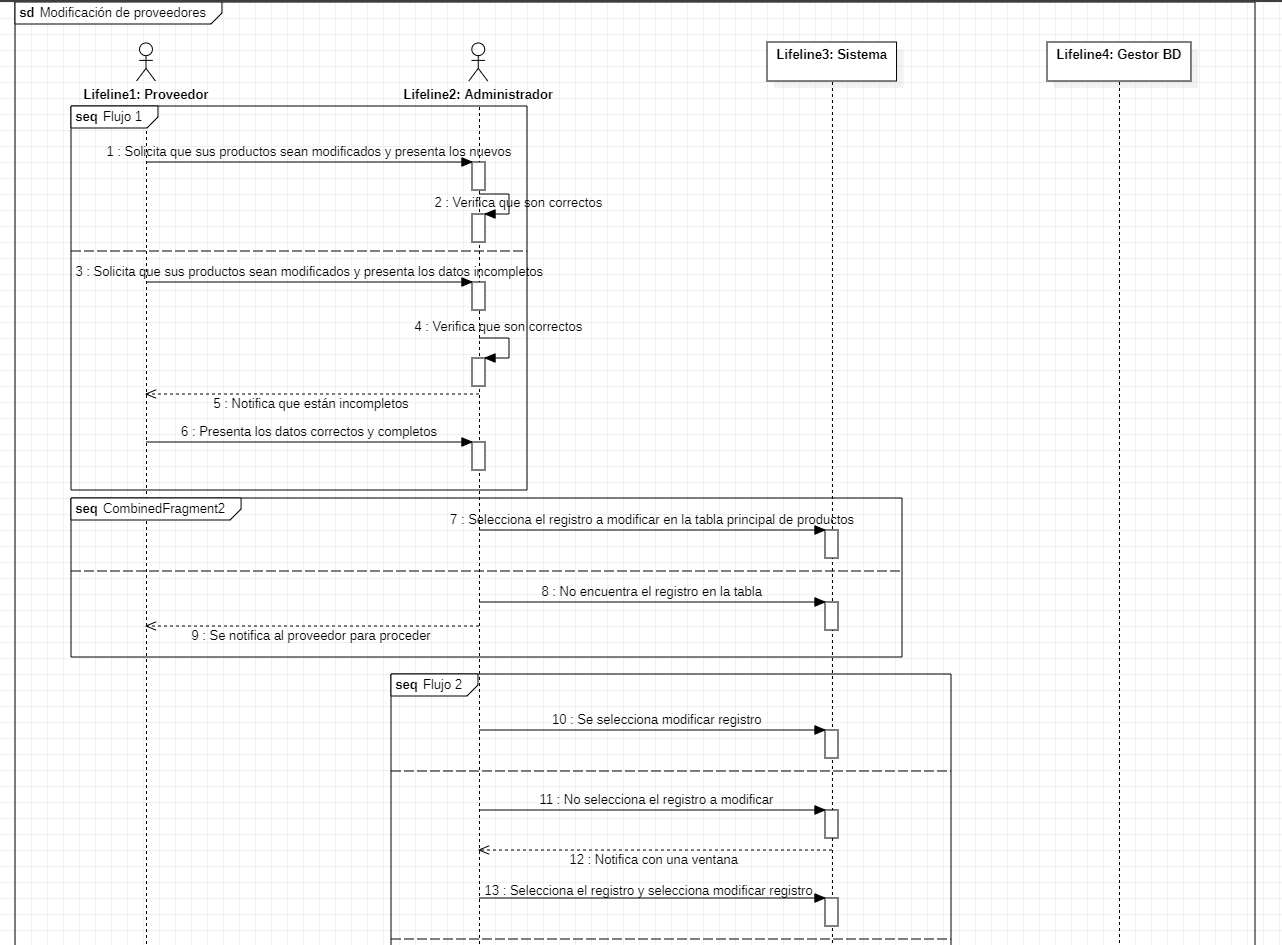 sd Modificación de proveedores
Lifeline1: Proveedor
Lifeline2: Administrador
Lifeline3: Sistema
Lifeline4: Gestor BD
seq Flujo 1
1 : Solicita que sus productos sean modificados y presenta los nuevos
2 : Verifica que son correctos
3 : Solicita que sus productos sean modificados y presenta los datos incompletos
4 : Verifica que son correctos
5 : Notifica que están incompletos
6 : Presenta los datos correctos y completos
seq CombinedFragment2
7 : Selecciona el registro a modificar en la tabla principal de productos
8 : No encuentra el registro en la tabla
9 : Se notifica al proveedor para proceder
seq Flujo 2
10 : Se selecciona modificar registro
11 : No selecciona el registro a modificar
12 : Notifica con una ventana
13 : Selecciona el registro y selecciona modificar registro